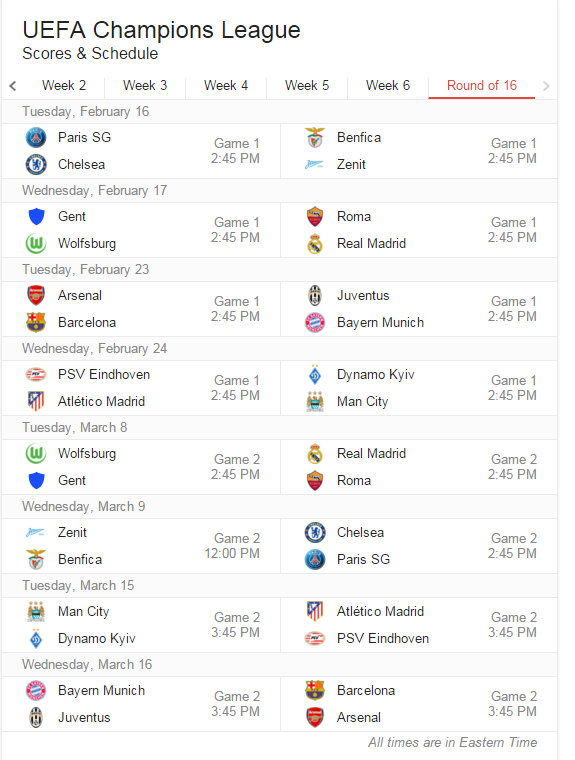 UEFA Champions League
Scores & Schedule
Week 2 Week 3 Week 4 Week 5 Week 6 Round of 16
Tuesday, February 16
Paris SG
Chelsea
Game 1
2:45 PM
Benfica
Zenit
Game 1
2:45 PM
Wednesday, February 17
Gent
Wolfsburg
Game 1
2:45 PM
Roma
Real Madrid
Game 1
2:45 PM
Tuesday, February 23
Arsenal
Barcelona
Game 1
2:45 PM
Juventus
Bayern Munich
Game 1
2:45 PM
Wednesday, February 24
PSV Eindhoven
Atlético Madrid
Game 1
2:45 PM
Dynamo Kyiv
Man City
Game 1
2:45 PM
Tuesday, March 8
Wolfsburg
Gent
Game 2
2:45 PM
Real Madrid
Roma
Game 2
2:45 PM
Wednesday, March 9
Zenit
Benfica
Game 2
12:00 PM
Chelsea
Paris SG
Game 2
2:45 PM
Tuesday, March 15
Man City
Dynamo Kyiv
Game 2
3:45 PM
Atlético Madrid
PSV Eindhoven
Game 2
3:45 PM
Wednesday, March 16
Bayern Munich
Juventus
Game 2
3:45 PM
Barcelona
Arsenal
Game 2
3:45 PM
All times are in Eastern Time